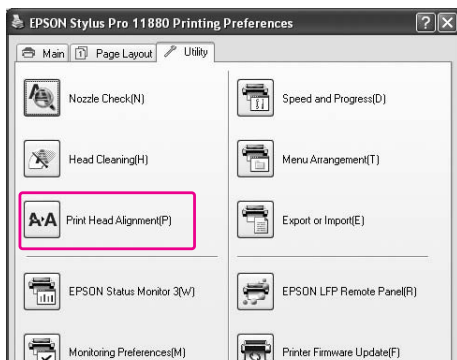 EPSON Stylus Pro 11880 Printing Preferences
Main Page Layout Utility
Nozzle Check(N)
Speed and Progress(D)
Head Cleaning(H)
Menu Arrangement(T)
A·A Print Head Alignment(P)
Export or Import(E)
EPSON Status Monitor 3(W)
EPSON LFP Remote Panel(R)
Monitoring Preferences(M)
Printer Firmware Update(F)